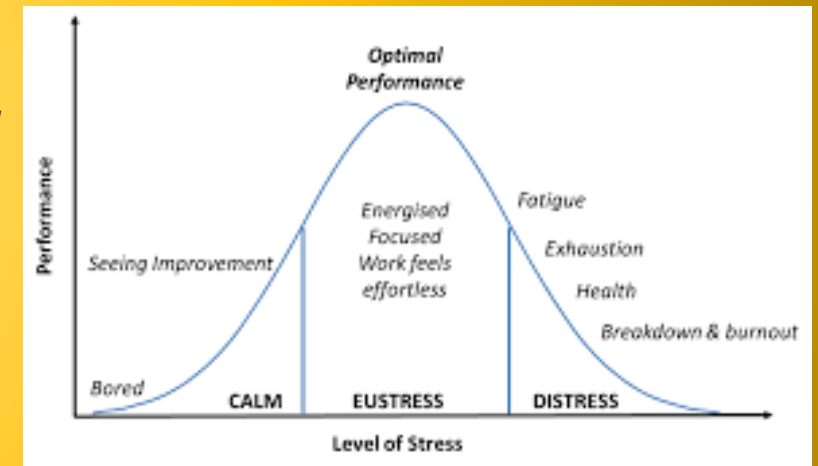 Optimal
Performance
Performance
Energised
Focused
Work feels
effortless
Seeing Improvement
Fatigue
Exhaustion
Health
Breakdown & burnout
Bored
CALM
EUSTRESS
DISTRESS
Level of Stress